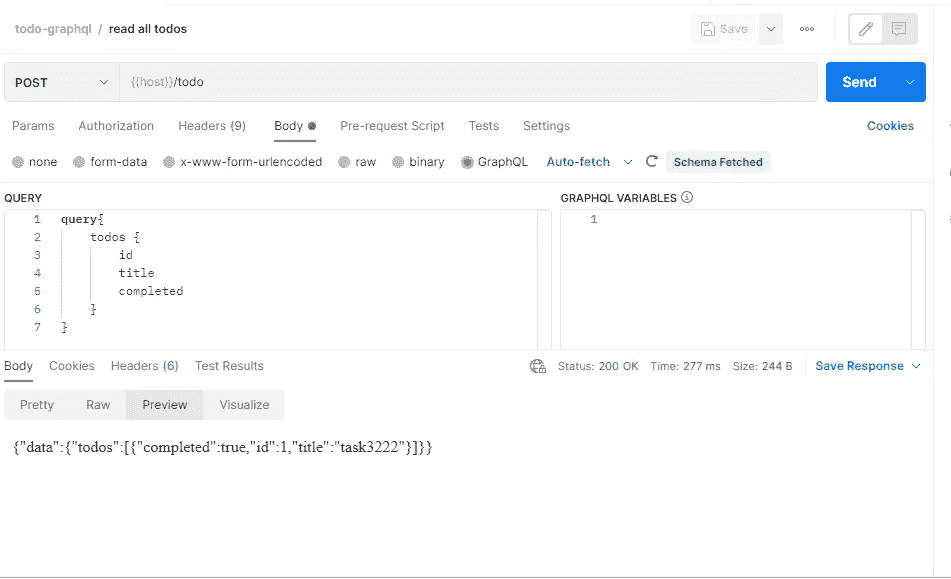 todo-graphql / read all todos
Save
POST
{{host}}/todo
Send
Params Authorization Headers (9) Body Pre-request Script Tests Settings Cookies
none form-data x-www-form-urlencoded raw binary GraphQL Auto-fetch Schema Fetched
QUERY
1 query{
2 todos {
3 id
4 title
5 completed
6 }
7 }
GRAPHQL VARIABLES
1
Body Cookies Headers (6) Test Results Status: 200 OK Time: 277 ms Size: 244 B Save Response
Pretty Raw Preview Visualize
{"data":{"todos":[{"completed":true,"id":1,"title":"task3222"}]}}